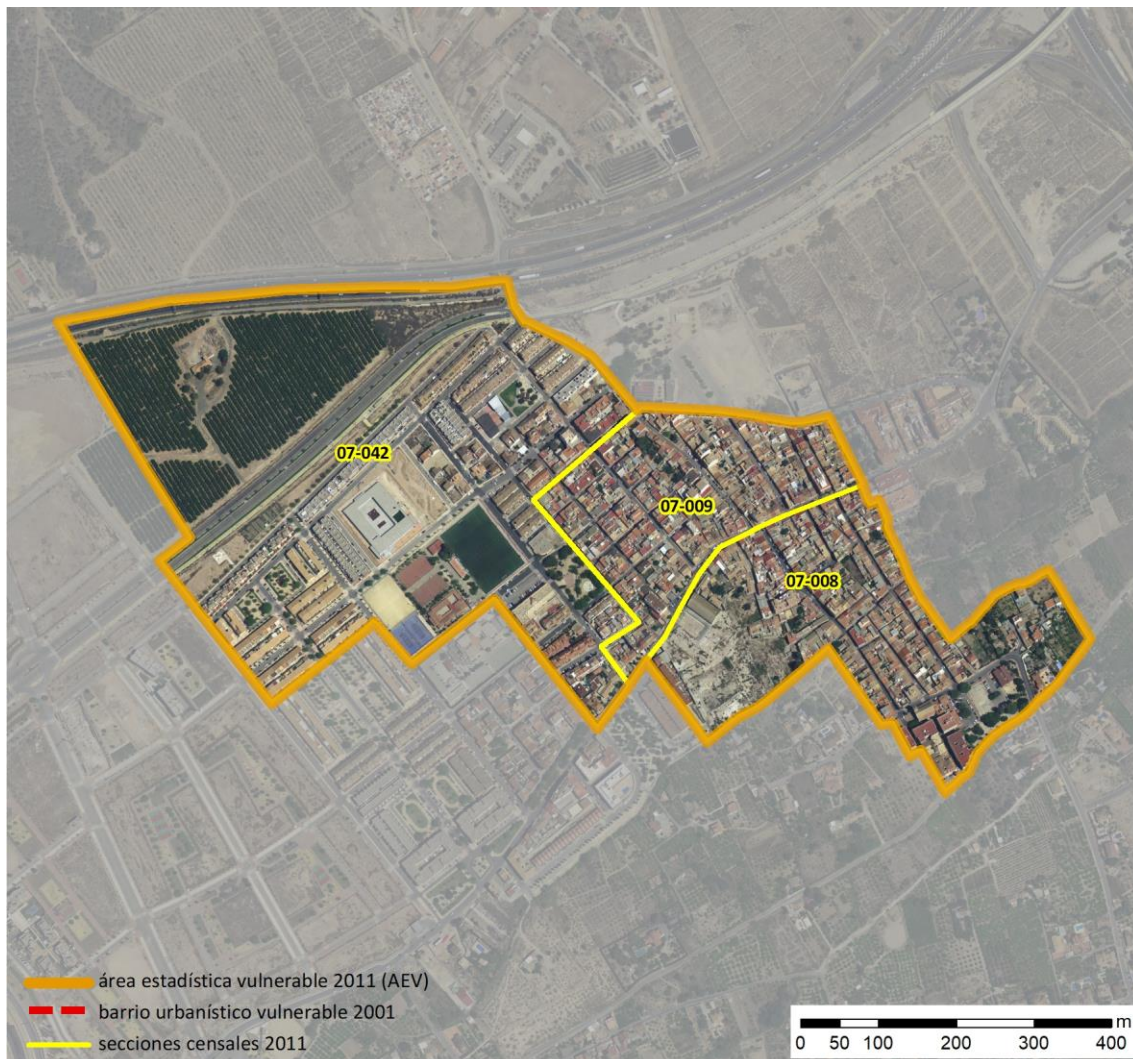 07-042
07-009
07-008
área estadística vulnerable 2011 (AEV)
barrio urbanístico vulnerable 2001
secciones censales 2011
m
0 50 100 200 300 400